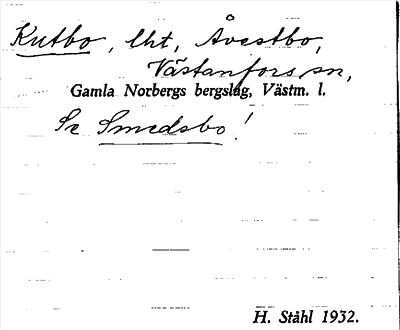 Kutbo, lht, Åvestbo,
Västanfors sn,
Gamla Norbergs bergslag, Västm. l.
Se Smedsbo!
H. Ståhl 1932.